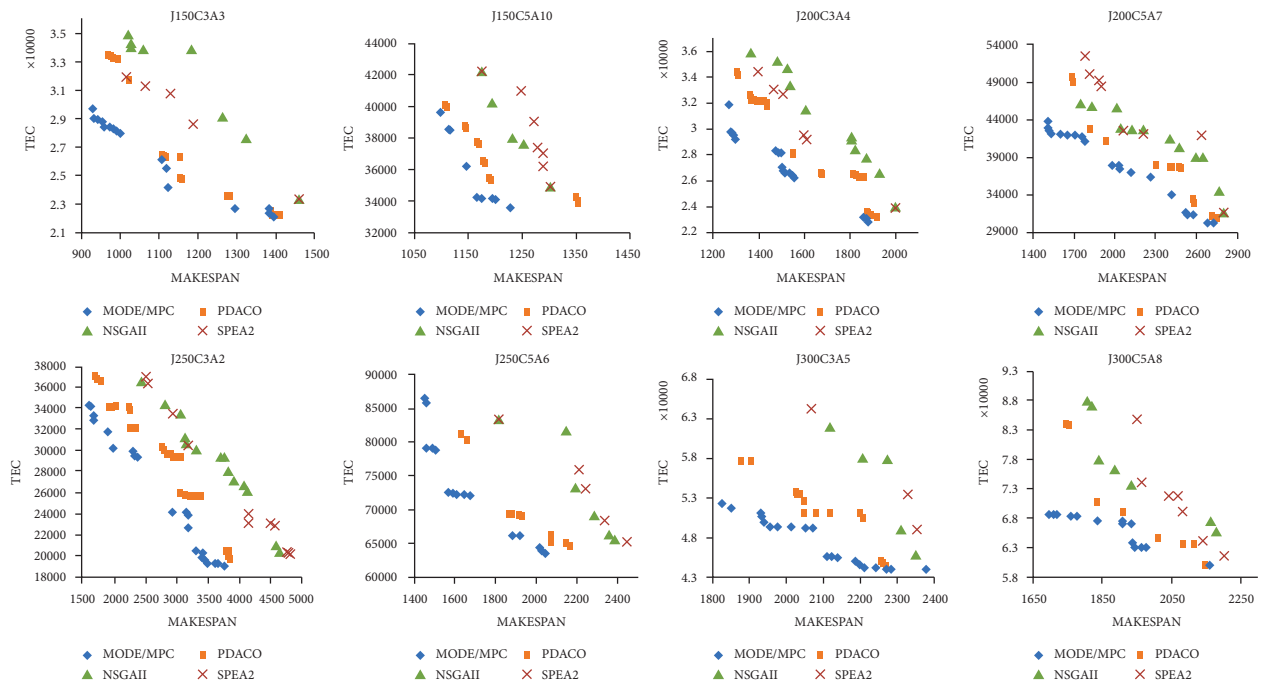 J150C3A3
×10000
TEC
3.5
3.3
3.1
2.9
2.7
2.5
2.3
2.1
900 1000 1100 1200 1300 1400 1500
MAKESPAN
MODE/MPC PDACO
NSGAII SPEA2
J150C5A10
TEC
44000
42000
40000
38000
36000
34000
32000
1050 1150 1250 1350 1450
MAKESPAN
MODE/MPC PDACO
NSGAII SPEA2
J200C3A4
×10000
TEC
3.6
3.4
3.2
3
2.8
2.6
2.4
2.2
1200 1400 1600 1800 2000
MAKESPAN
MODE/MPC PDACO
NSGAII SPEA2
J200C5A7
TEC
54000
49000
44000
39000
34000
29000
1400 1700 2000 2300 2600 2900
MAKESPAN
MODE/MPC PDACO
NSGAII SPEA2
J250C3A2
TEC
38000
36000
34000
32000
30000
28000
26000
24000
22000
20000
18000
1500 2000 2500 3000 3500 4000 4500 5000
MAKESPAN
MODE/MPC PDACO
NSGAII SPEA2
J250C5A6
TEC
90000
85000
80000
75000
70000
65000
60000
1400 1600 1800 2000 2200 2400
MAKESPAN
MODE/MPC PDACO
NSGAII SPEA2
J300C3A5
×10000
TEC
6.8
6.3
5.8
5.3
4.8
4.3
1800 1900 2000 2100 2200 2300 2400
MAKESPAN
MODE/MPC PDACO
NSGAII SPEA2
J300C5A8
×10000
TEC
9.3
8.8
8.3
7.8
7.3
6.8
6.3
5.8
1650 1850 2050 2250
MAKESPAN
MODE/MPC PDACO
NSGAII SPEA2